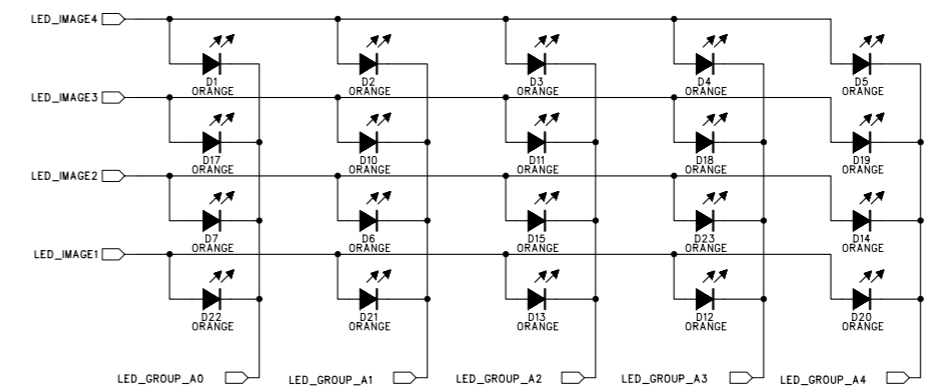 LED_IMAGE4
D1 D2 D3 D4 D5
ORANGE ORANGE ORANGE ORANGE ORANGE
LED_IMAGE3
D17 D10 D11 D18 D19
ORANGE ORANGE ORANGE ORANGE ORANGE
LED_IMAGE2
D7 D6 D15 D23 D14
ORANGE ORANGE ORANGE ORANGE ORANGE
LED_IMAGE1
D22 D21 D13 D12 D20
ORANGE ORANGE ORANGE ORANGE ORANGE
LED_GROUP_A0 LED_GROUP_A1 LED_GROUP_A2 LED_GROUP_A3 LED_GROUP_A4